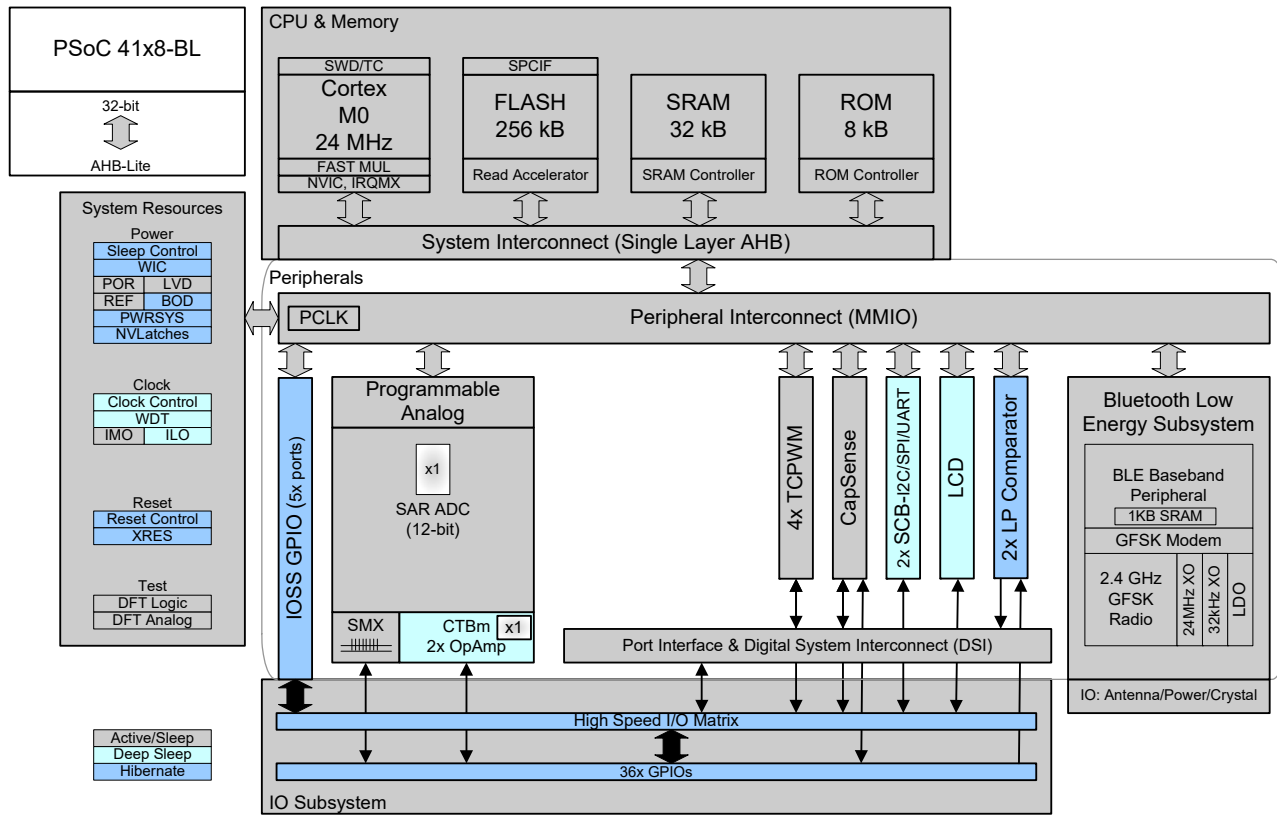 PSoC 41x8-BL
32-bit
AHB-Lite
CPU & Memory
SWD/TC
Cortex
M0
24 MHz
FAST MUL
NVIC, IRQMX
SPCIF
FLASH
256 kB
Read Accelerator
SRAM
32 kB
SRAM Controller
ROM
8 kB
ROM Controller
System Interconnect (Single Layer AHB)
System Resources
Power
Sleep Control
WIC
POR LVD
REF BOD
PWRSYS
NVLatches
Clock
Clock Control
WDT
IMO ILO
Reset
Reset Control
XRES
Test
DFT Logic
DFT Analog
Peripherals
PCLK
Peripheral Interconnect (MMIO)
IOSS GPIO (5x ports)
Programmable
Analog
x1
SAR ADC
(12-bit)
SMX
CTBm x1
2x OpAmp
4x TCPWM
CapSense
2x SCB-I2C/SPI/UART
LCD
2x LP Comparator
Port Interface & Digital System Interconnect (DSI)
Bluetooth Low
Energy Subsystem
BLE Baseband
Peripheral
1KB SRAM
GFSK Modem
2.4 GHz
GFSK
Radio
24MHz XO
32kHz XO
LDO
IO: Antenna/Power/Crystal
High Speed I/O Matrix
36x GPIOs
IO Subsystem
Active/Sleep
Deep Sleep
Hibernate